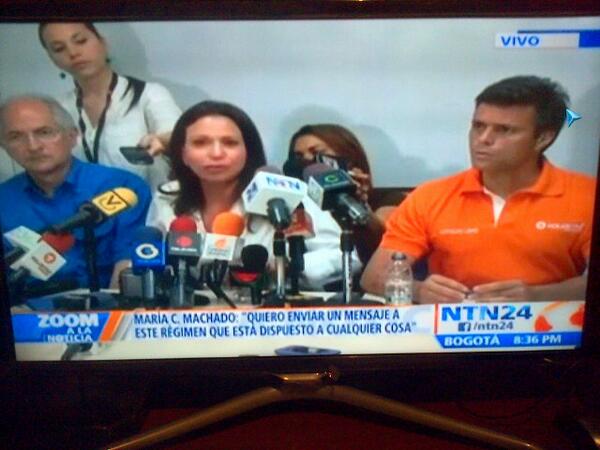 VIVO
NTN
ZOOM
A LA
NOTICIA
MARÍA C. MACHADO: "QUIERO ENVIAR UN MENSAJE A
ESTE RÉGIMEN QUE ESTÁ DISPUESTO A CUALQUIER COSA"
NTN24
f/ntn24
BOGOTÁ 8:36 PM